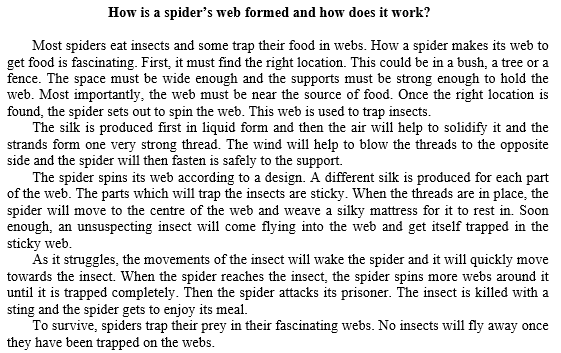 How is a spider's web formed and how does it work?
Most spiders eat insects and some trap their food in webs. How a spider makes its web to
get food is fascinating. First, it must find the right location. This could be in a bush, a tree or a
fence. The space must be wide enough and the supports must be strong enough to hold the
web. Most importantly, the web must be near the source of food. Once the right location is
found, the spider sets out to spin the web. This web is used to trap insects.
The silk is produced first in liquid form and then the air will help to solidify it and the
strands form one very strong thread. The wind will help to blow the threads to the opposite
side and the spider will then fasten is safely to the support.
The spider spins its web according to a design. A different silk is produced for each part
of the web. The parts which will trap the insects are sticky. When the threads are in place, the
spider will move to the centre of the web and weave a silky mattress for it to rest in. Soon
enough, an unsuspecting insect will come flying into the web and get itself trapped in the
sticky web.
As it struggles, the movements of the insect will wake the spider and it will quickly move
towards the insect. When the spider reaches the insect, the spider spins more webs around it
until it is trapped completely. Then the spider attacks its prisoner. The insect is killed with a
sting and the spider gets to enjoy its meal.
To survive, spiders trap their prey in their fascinating webs. No insects will fly away once
they have been trapped on the webs.